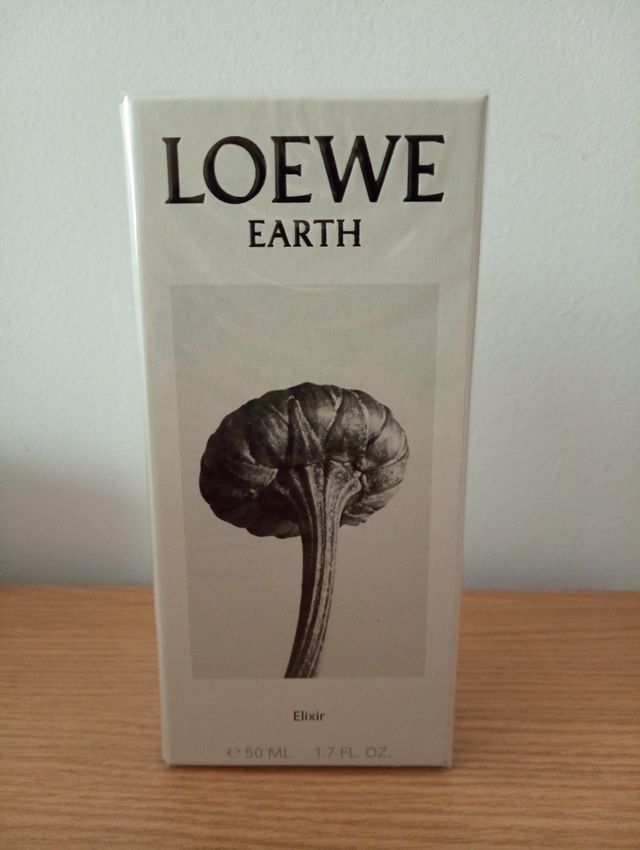 LOEWE
EARTH
Elixir
℮ 50 ML. 1.7 FL. OZ.